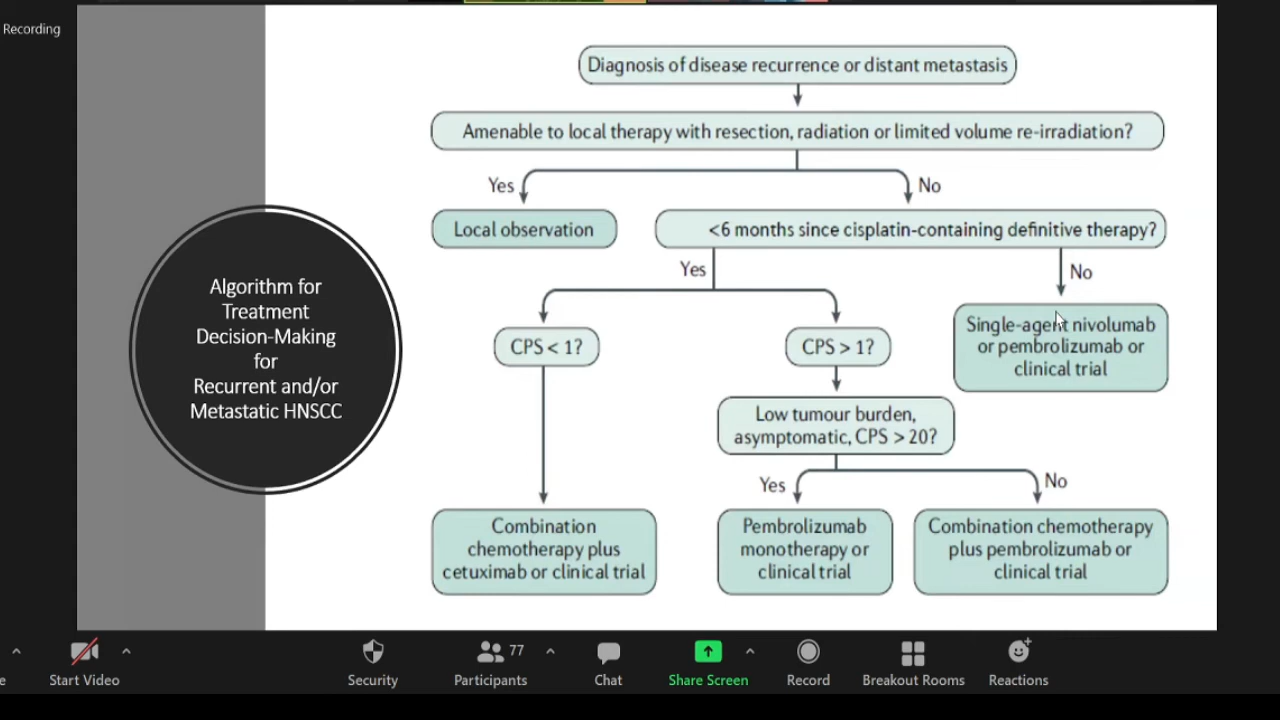 Recording
Diagnosis of disease recurrence or distant metastasis
Amenable to local therapy with resection, radiation or limited volume re-irradiation?
Yes
No
Local observation
<6 months since cisplatin-containing definitive therapy?
Yes
No
Algorithm for
Treatment
Decision-Making
for
Recurrent and/or
Metastatic HNSCC
CPS < 1?
CPS > 1?
Single-agent nivolumab
or pembrolizumab or
clinical trial
Low tumour burden,
asymptomatic, CPS > 20?
Yes
No
Combination
chemotherapy plus
cetuximab or clinical trial
Pembrolizumab
monotherapy or
clinical trial
Combination chemotherapy
plus pembrolizumab or
clinical trial
77
e
Start Video
Security
Participants
Chat
Share Screen
Record
Breakout Rooms
Reactions